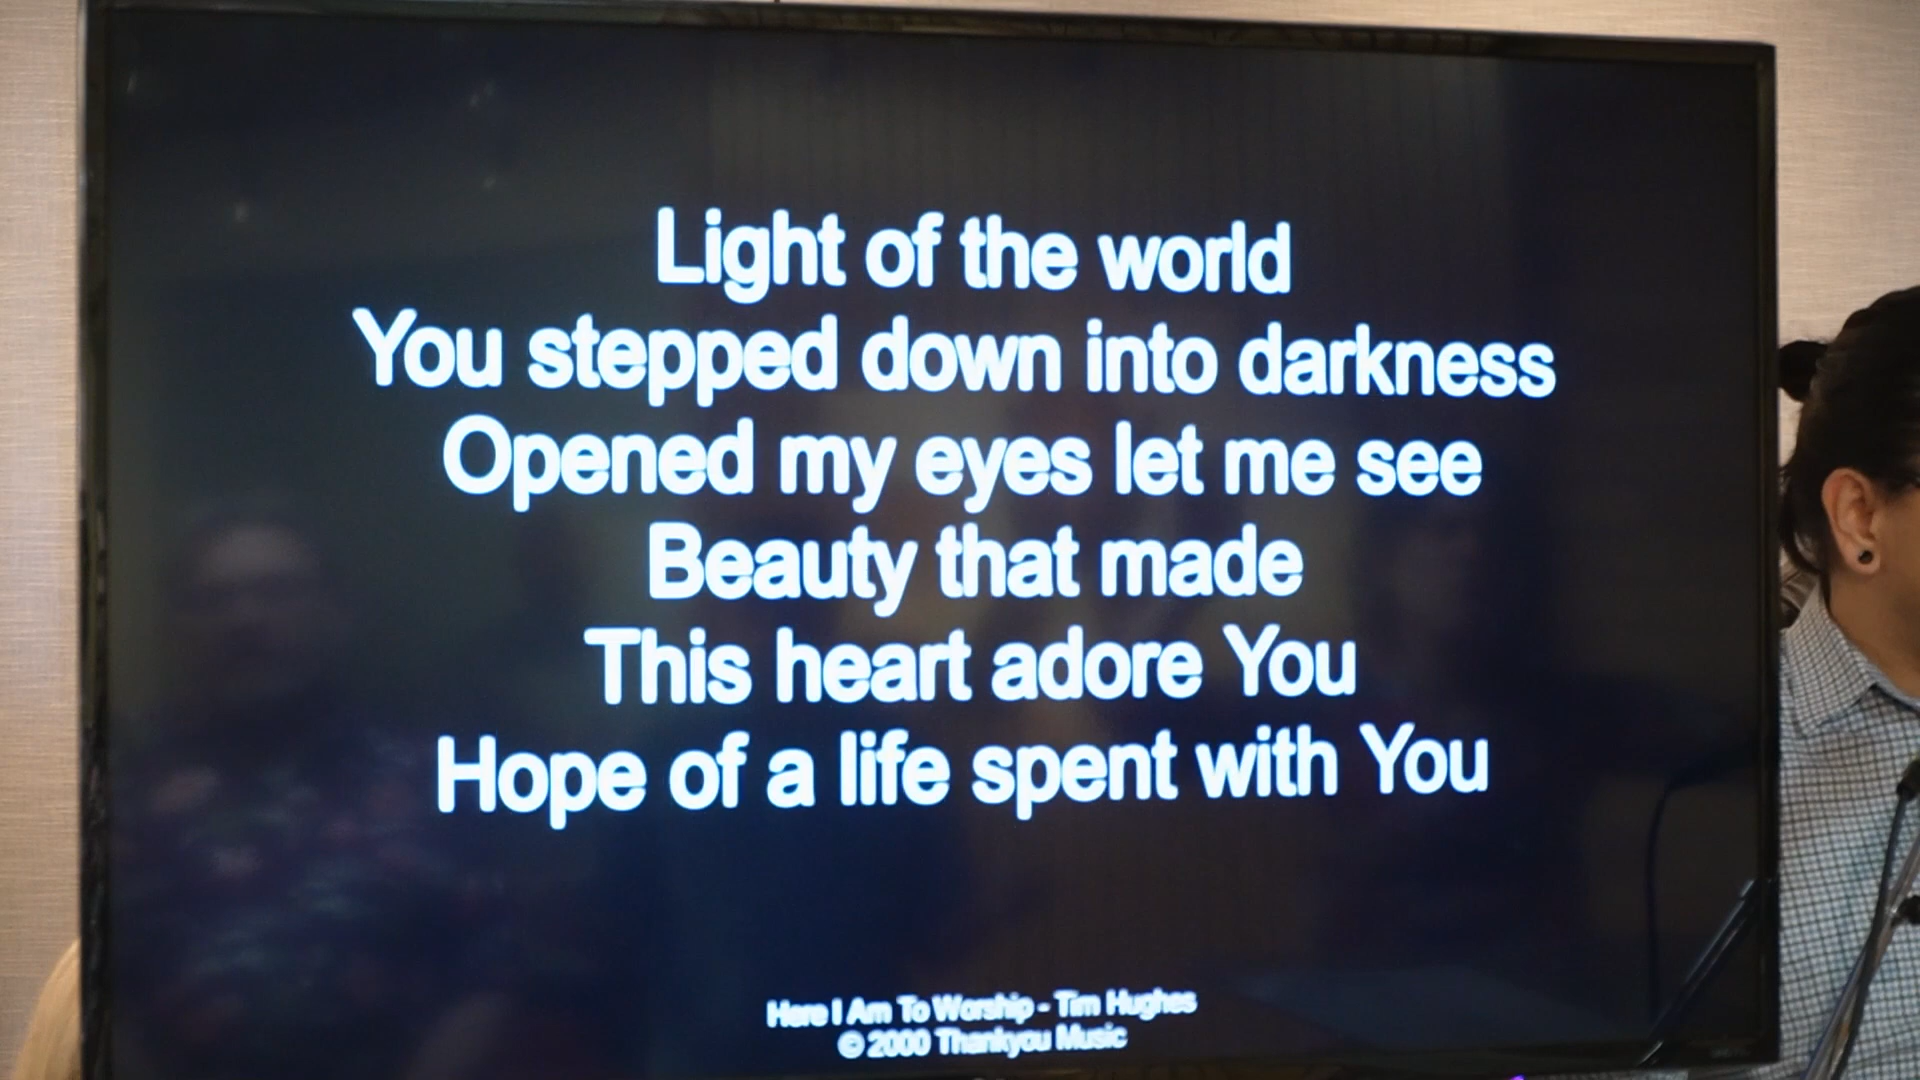 Light of the world
You stepped down into darkness
Opened my eyes let me see
Beauty that made
This heart adore You
Hope of a life spent with You
Here I Am To Worship - Tim Hughes
© 2000 Thankyou Music